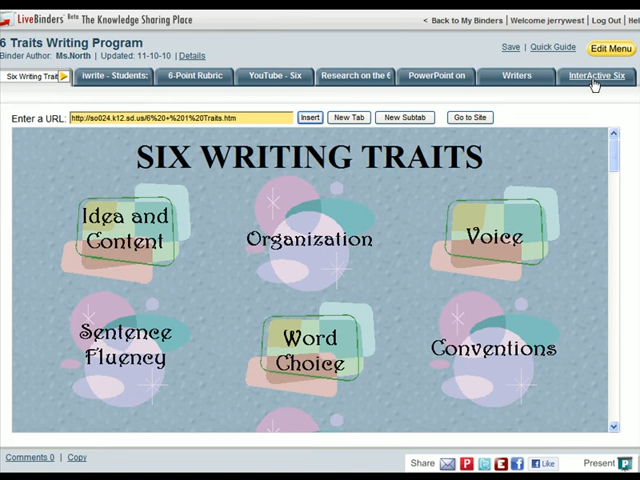 LiveBinders Beta The Knowledge Sharing Place
< Back to My Binders | Welcome jerrywest | Log Out | Hel
6 Traits Writing Program
Binder Author: Ms.North | Updated: 11-10-10 | Details
Save | Quick Guide Edit Menu
Six Writing Trait iwrite - Students: 6-Point Rubric YouTube - Six Research on the 6 PowerPoint on Writers InterActive Six
Enter a URL: http://so024.k12.sd.us/6%20+%201%20Traits.htm Insert New Tab New Subtab Go to Site
SIX WRITING TRAITS
Idea and
Content
Organization
Voice
Sentence
Fluency
Word
Choice
Conventions
Comments 0 | Copy
Share Like Present